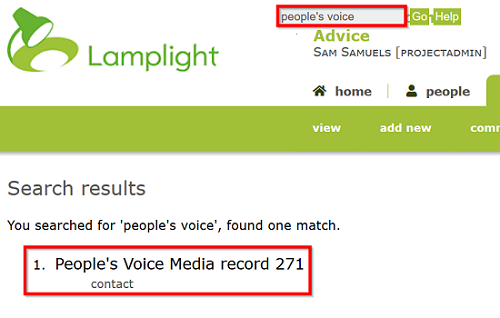 people's voice Go Help
Lamplight
Advice
SAM SAMUELS [PROJECTADMIN]
home people
view add new comm
Search results
You searched for 'people's voice', found one match.
1. People's Voice Media record 271
contact